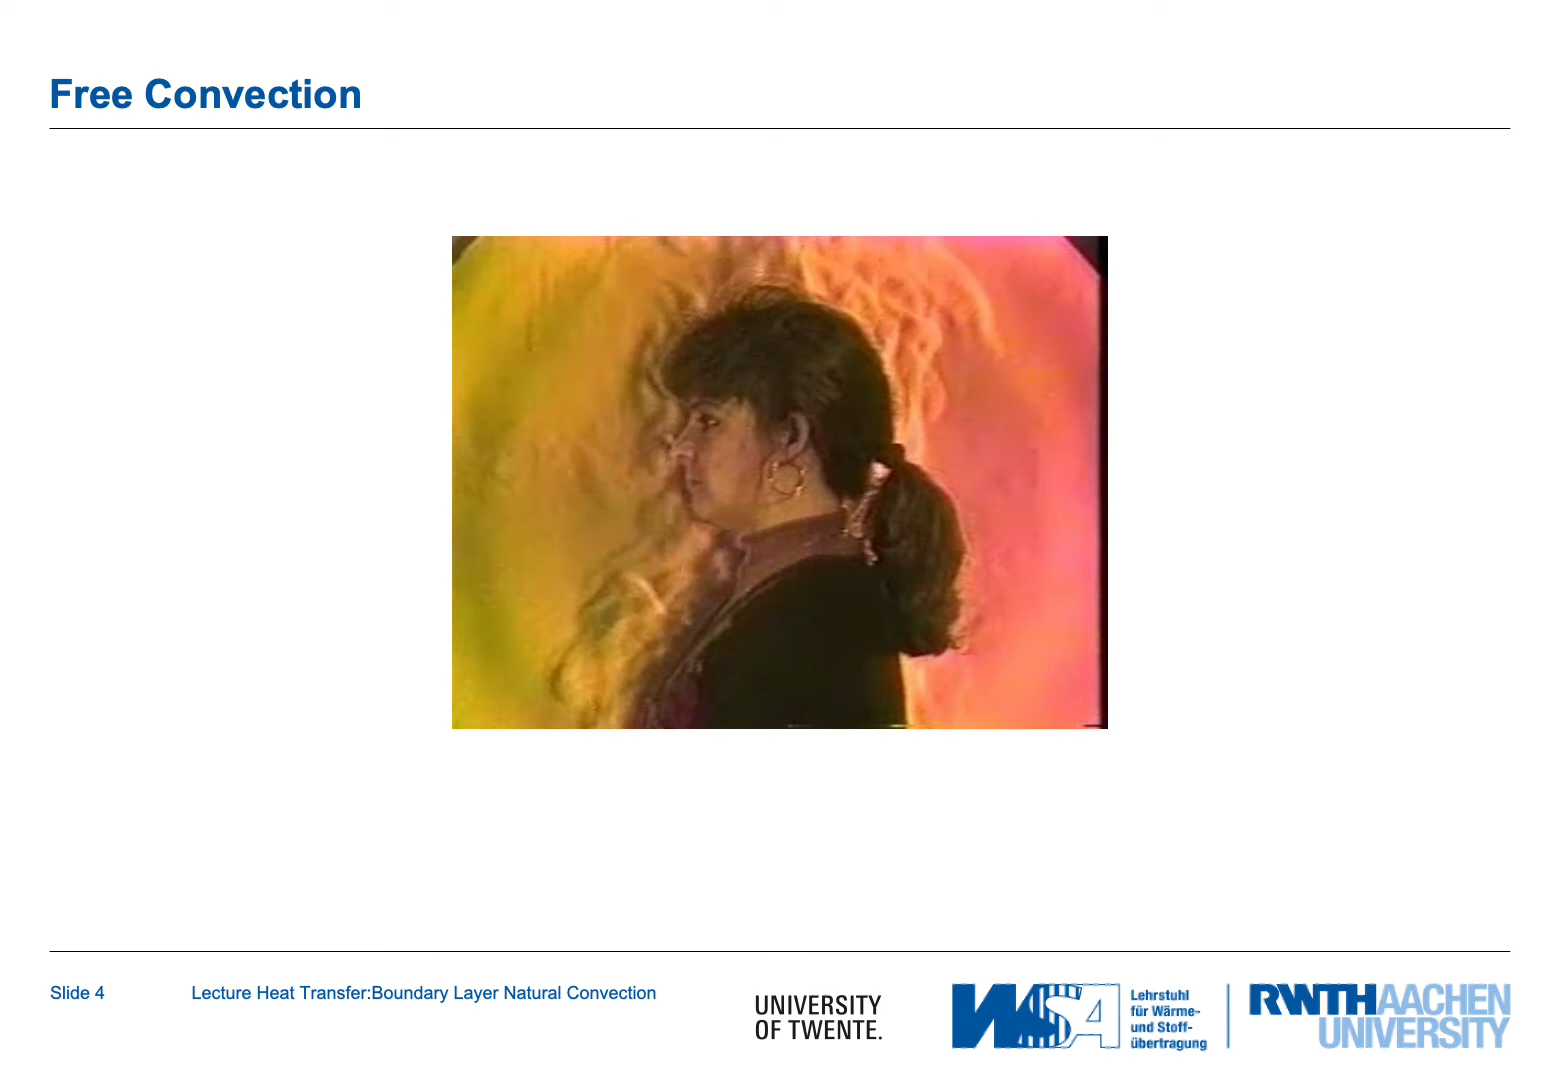 Free Convection
Slide 4
Lecture Heat Transfer:Boundary Layer Natural Convection
UNIVERSITY
OF TWENTE.
WSA
Lehrstuhl
für Wärme-
und Stoff-
übertragung
RWTHAACHEN
UNIVERSITY